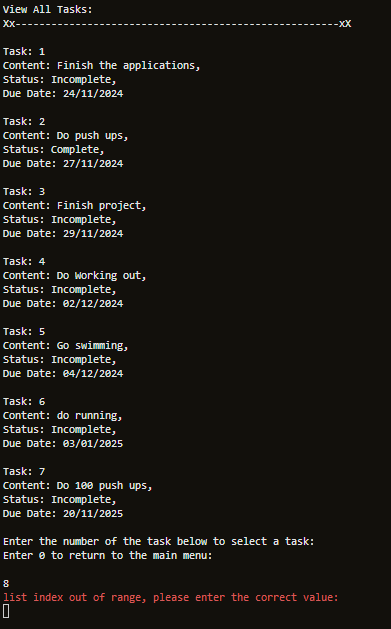 View All Tasks:
Xx------------------------------------------------------xX
Task: 1
Content: Finish the applications,
Status: Incomplete,
Due Date: 24/11/2024
Task: 2
Content: Do push ups,
Status: Complete,
Due Date: 27/11/2024
Task: 3
Content: Finish project,
Status: Incomplete,
Due Date: 29/11/2024
Task: 4
Content: Do Working out,
Status: Incomplete,
Due Date: 02/12/2024
Task: 5
Content: Go swimming,
Status: Incomplete,
Due Date: 04/12/2024
Task: 6
Content: do running,
Status: Incomplete,
Due Date: 03/01/2025
Task: 7
Content: Do 100 push ups,
Status: Incomplete,
Due Date: 20/11/2025
Enter the number of the task below to select a task:
Enter 0 to return to the main menu:
8
list index out of range, please enter the correct value: